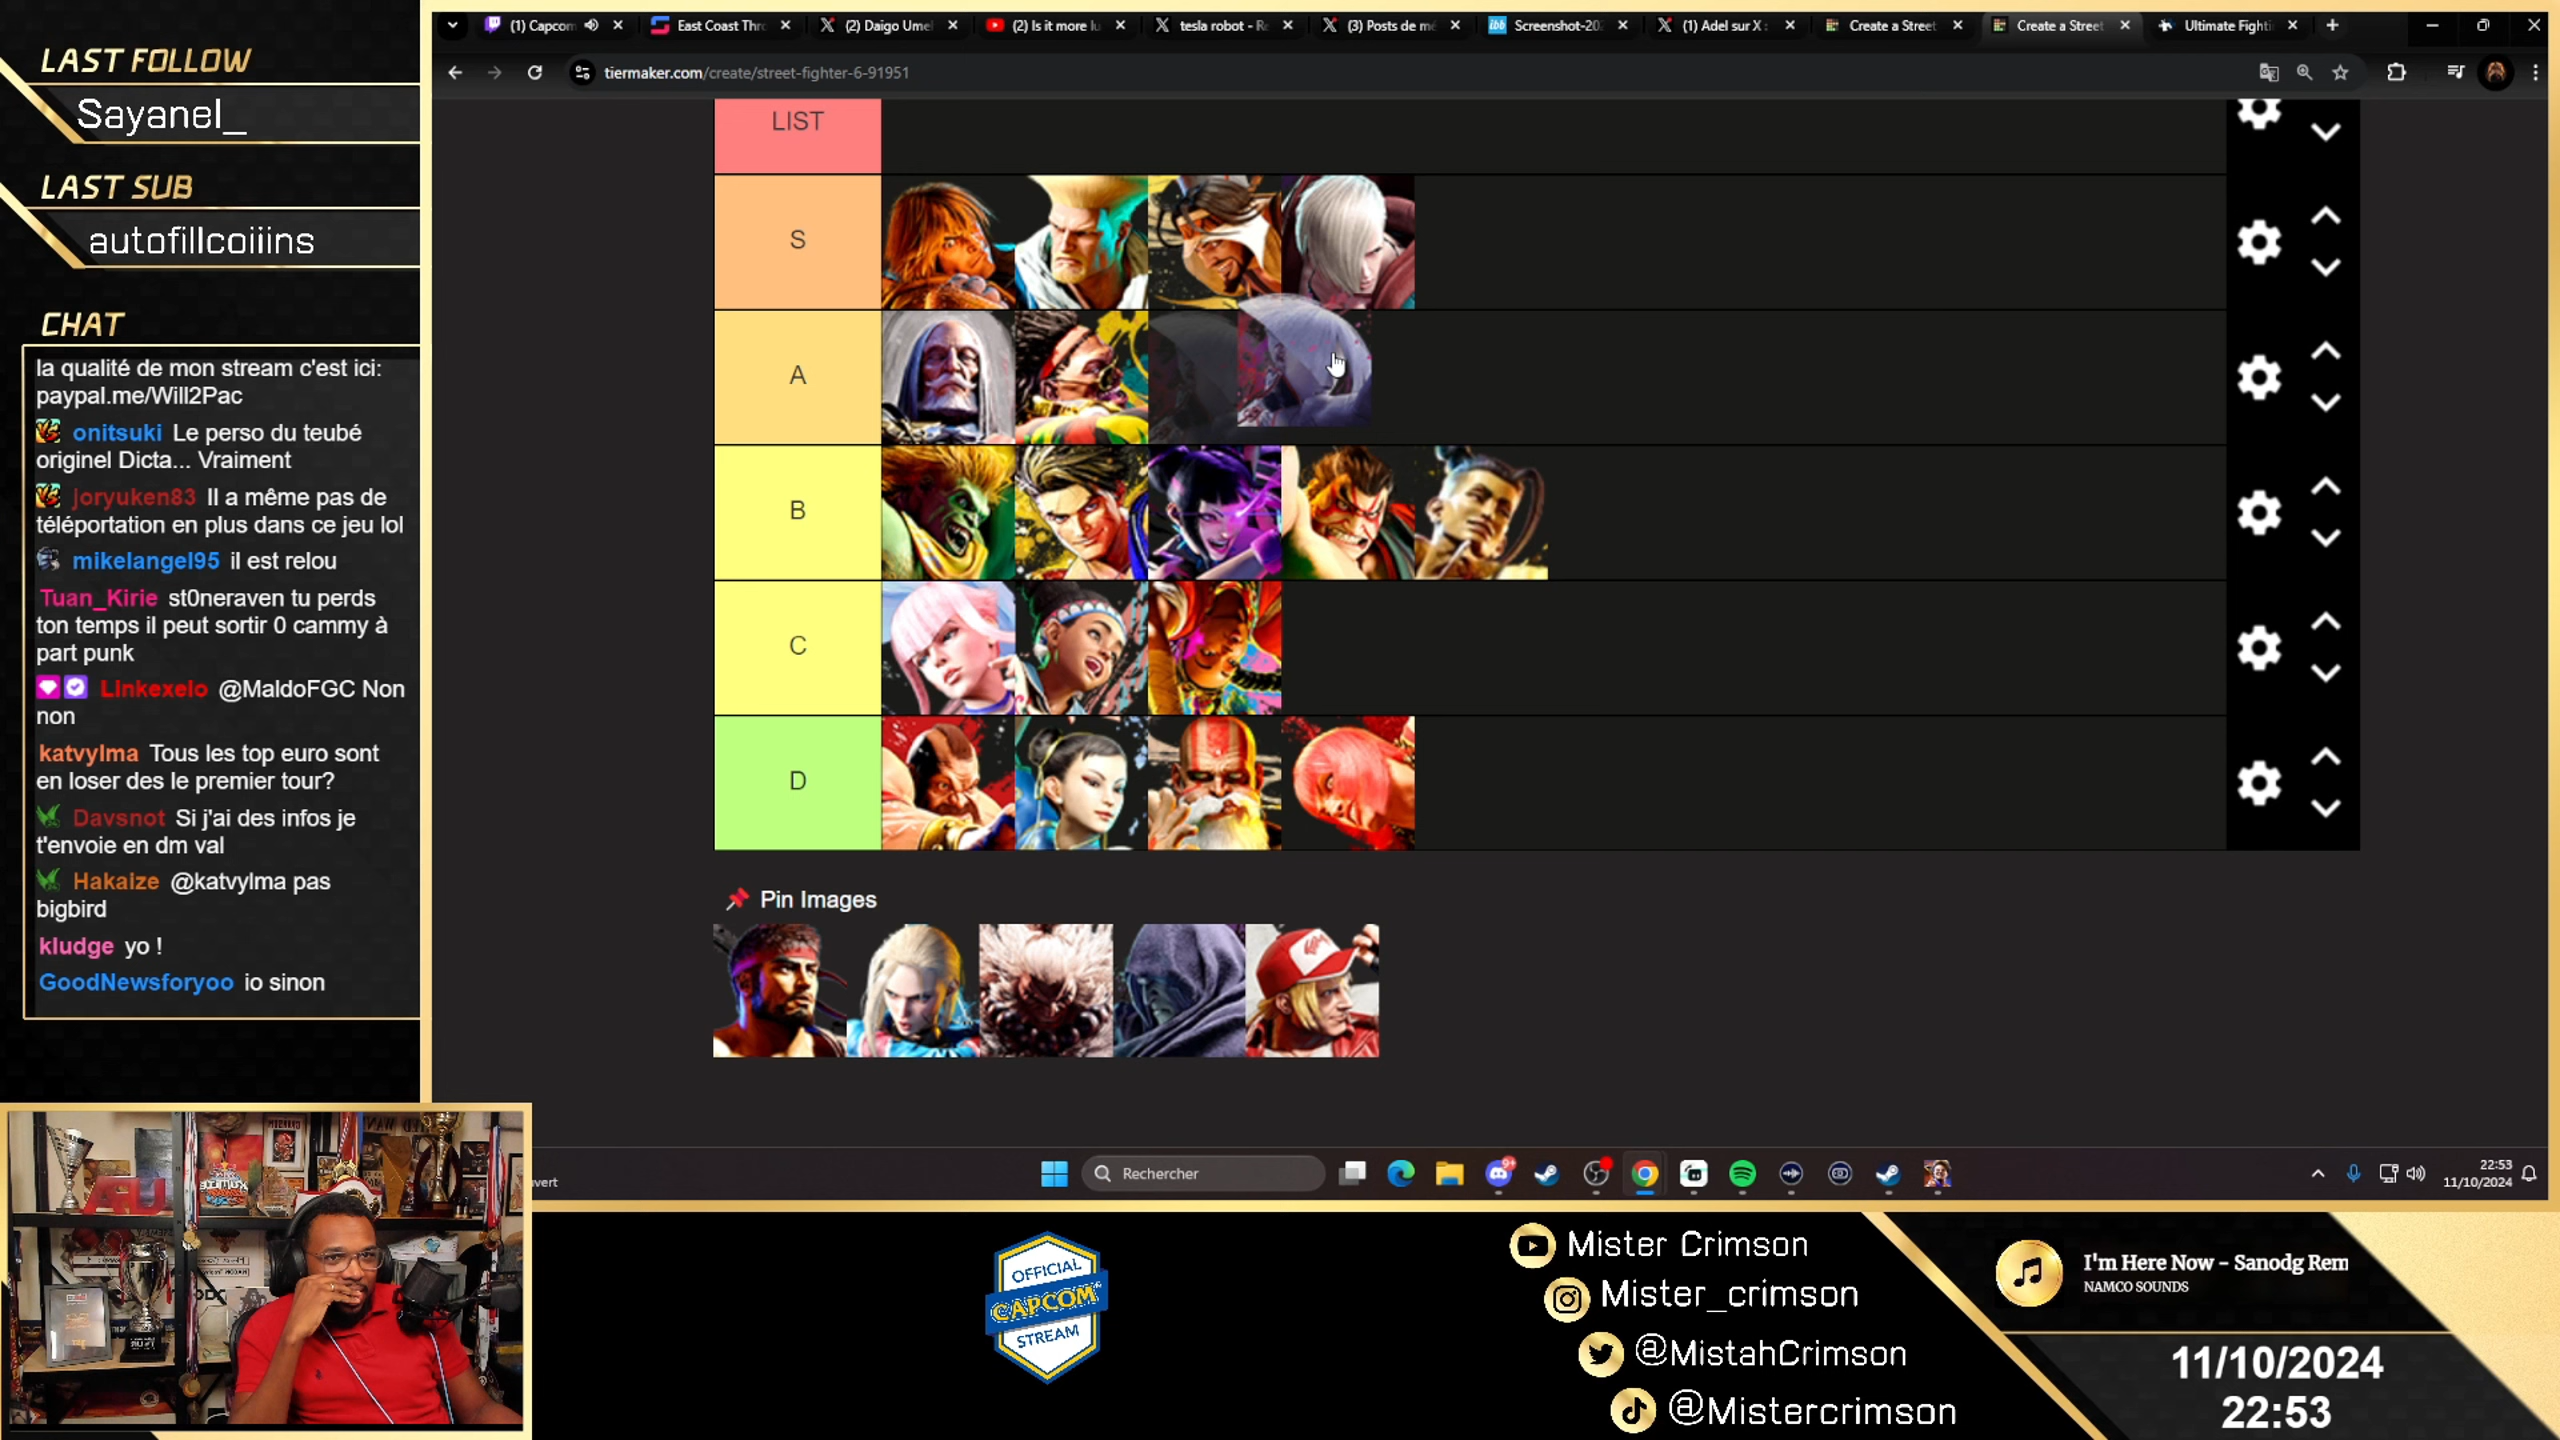 LAST FOLLOW
Sayanel_
LAST SUB
autofillcoiiins
CHAT
la qualité de mon stream c'est ici:
paypal.me/Will2Pac
onitsuki Le perso du teubé
originel Dicta... Vraiment
joryuken83 Il a même pas de
téléportation en plus dans ce jeu lol
mikelangel95 il est relou
Tuan_Kirie st0neraven tu perds
ton temps il peut sortir 0 cammy à
part punk
Linkexelo @MaldoFGC Non
non
katvylma Tous les top euro sont
en loser des le premier tour?
Davsnot Si j'ai des infos je
t'envoie en dm val
Hakaize @katvylma pas
bigbird
kludge yo !
GoodNewsforyoo io sinon
(1) Capcom
East Coast Thr
(2) Daigo Ume
(2) Is it more lu
tesla robot - Re
(3) Posts de me
Screenshot-20
(1) Adel sur X :
Create a Street
Create a Street
Ultimate Fighti
tiermaker.com/create/street-fighter-6-91951
LIST
S
A
B
C
D
Pin Images
uvert
Rechercher
22:53
11/10/2024
OFFICIAL
CAPCOM
STREAM
Mister Crimson
Mister_crimson
@MistahCrimson
@Mistercrimson
I'm Here Now - Sanodg Rem
NAMCO SOUNDS
11/10/2024
22:53